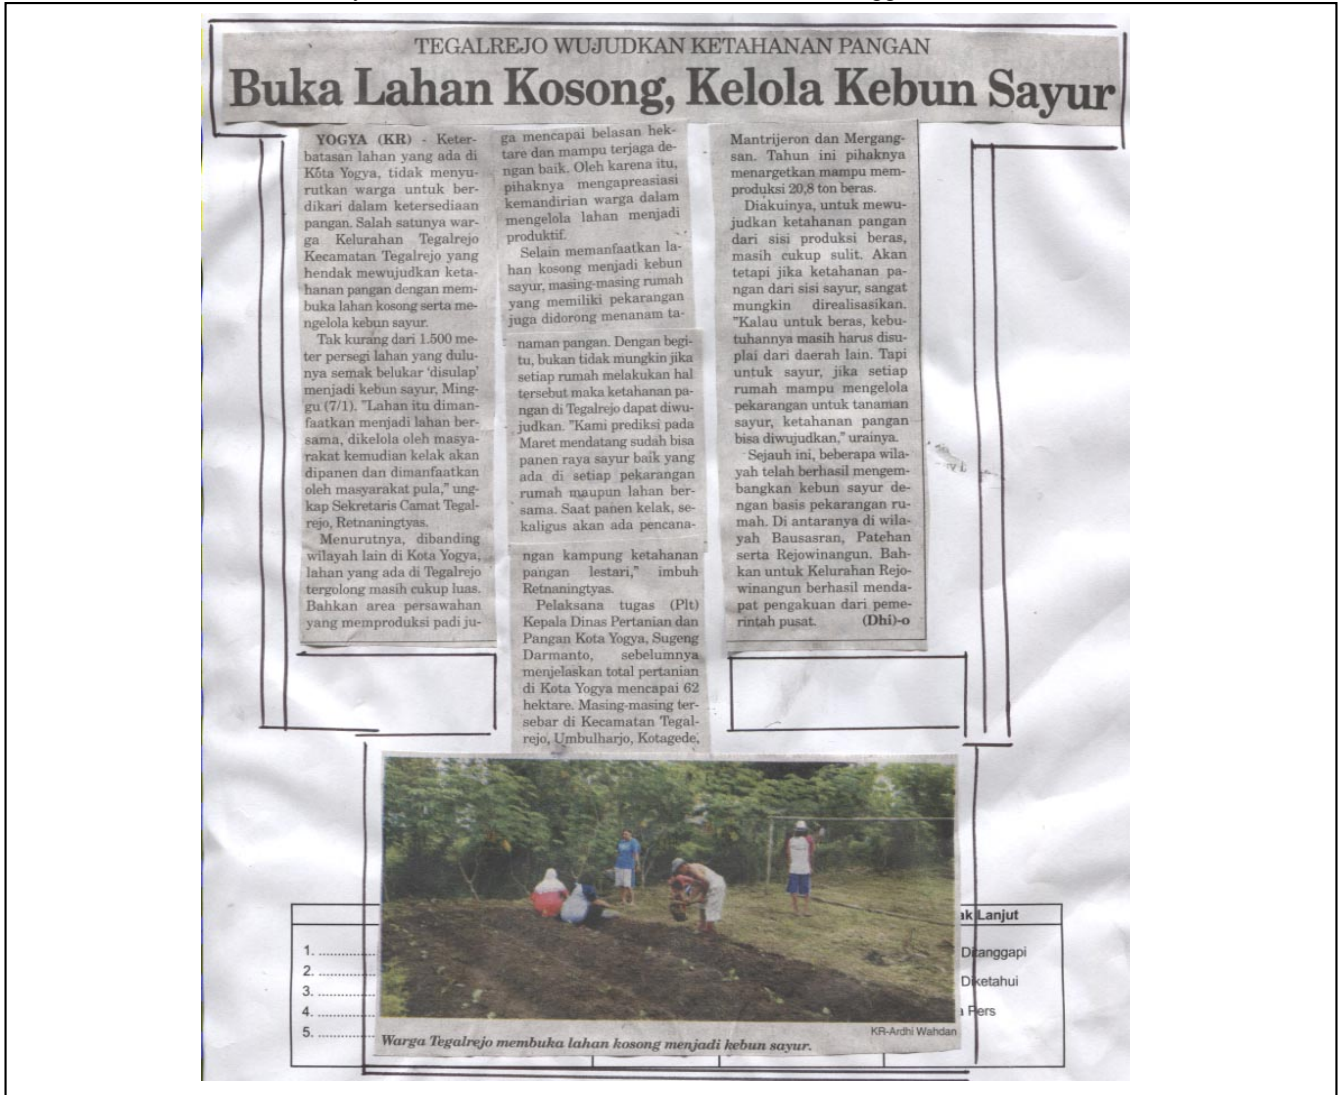 TEGALREJO WUJUDKAN KETAHANAN PANGAN
Buka Lahan Kosong, Kelola Kebun Sayur
YOGYA (KR) - Keter-
batasan lahan yang ada di
Kota Yogya, tidak menyu-
rutkan warga untuk ber-
dikari dalam ketersediaan
pangan. Salah satunya war-
ga Kelurahan Tegalrejo
Kecamatan Tegalrejo yang
hendak mewujudkan keta-
hanan pangan dengan mem-
buka lahan kosong serta me-
ngelola kebun sayur.
Tak kurang dari 1.500 me-
ter persegi lahan yang dulu-
nya semak belukar 'disulap'
menjadi kebun sayur, Ming-
gu (7/1). "Lahan itu diman-
faatkan menjadi lahan ber-
sama, dikelola oleh masya-
rakat kemudian kelak akan
dipanen dan dimanfaatkan
oleh masyarakat pula," ung-
kap Sekretaris Camat Tegal-
rejo, Retnaningtyas.
Menurutnya, dibanding
wilayah lain di Kota Yogya,
lahan yang ada di Tegalrejo
tergolong masih cukup luas.
Bahkan area persawahan
yang memproduksi padi ju-
ga mencapai belasan hek-
tare dan mampu terjaga de-
ngan baik. Oleh karena itu,
pihaknya mengapreasiasi
kemandirian warga dalam
mengelola lahan menjadi
produktif.
Selain memanfaatkan la-
han kosong menjadi kebun
sayur, masing-masing rumah
yang memiliki pekarangan
juga didorong menanam ta-
naman pangan. Dengan begi-
tu, bukan tidak mungkin jika
setiap rumah melakukan hal
tersebut maka ketahanan pa-
ngan di Tegalrejo dapat diwu-
judkan. "Kami prediksi pada
Maret mendatang sudah bisa
panen raya sayur baik yang
ada di setiap pekarangan
rumah maupun lahan ber-
sama. Saat panen kelak, se-
kaligus akan ada pencana-
ngan kampung ketahanan
pangan lestari," imbuh
Retnaningtyas.
Pelaksana tugas (Plt)
Kepala Dinas Pertanian dan
Pangan Kota Yogya, Sugeng
Darmanto, sebelumnya
menjelaskan total pertanian
di Kota Yogya mencapai 62
hektare. Masing-masing ter-
sebar di Kecamatan Tegal-
rejo, Umbulharjo, Kotagede,
Mantrijeron dan Mergang-
san. Tahun ini pihaknya
menargetkan mampu mem-
produksi 20,8 ton beras.
Diakuinya, untuk mewu-
judkan ketahanan pangan
dari sisi produksi beras,
masih cukup sulit. Akan
tetapi jika ketahanan pa-
ngan dari sisi sayur, sangat
mungkin direalisasikan.
"Kalau untuk beras, kebu-
tuhannya masih harus disu-
plai dari daerah lain. Tapi
untuk sayur, jika setiap
rumah mampu mengelola
pekarangan untuk tanaman
sayur, ketahanan pangan
bisa diwujudkan," urainya.
Sejauh ini, beberapa wila-
yah telah berhasil mengem-
bangkan kebun sayur de-
ngan basis pekarangan ru-
mah. Di antaranya di wila-
yah Bausasran, Patehan
serta Rejowinangun. Bah-
kan untuk Kelurahan Rejo-
winangun berhasil menda-
pat pengakuan dari peme-
rintah pusat. (Dhi)-o
ak Lanjut
1. ............ Ditanggapi
2. ............
3. ............ Diketahui
4. ............ a Pers
5. ............
KR-Ardhi Wahdan
Warga Tegalrejo membuka lahan kosong menjadi kebun sayur.